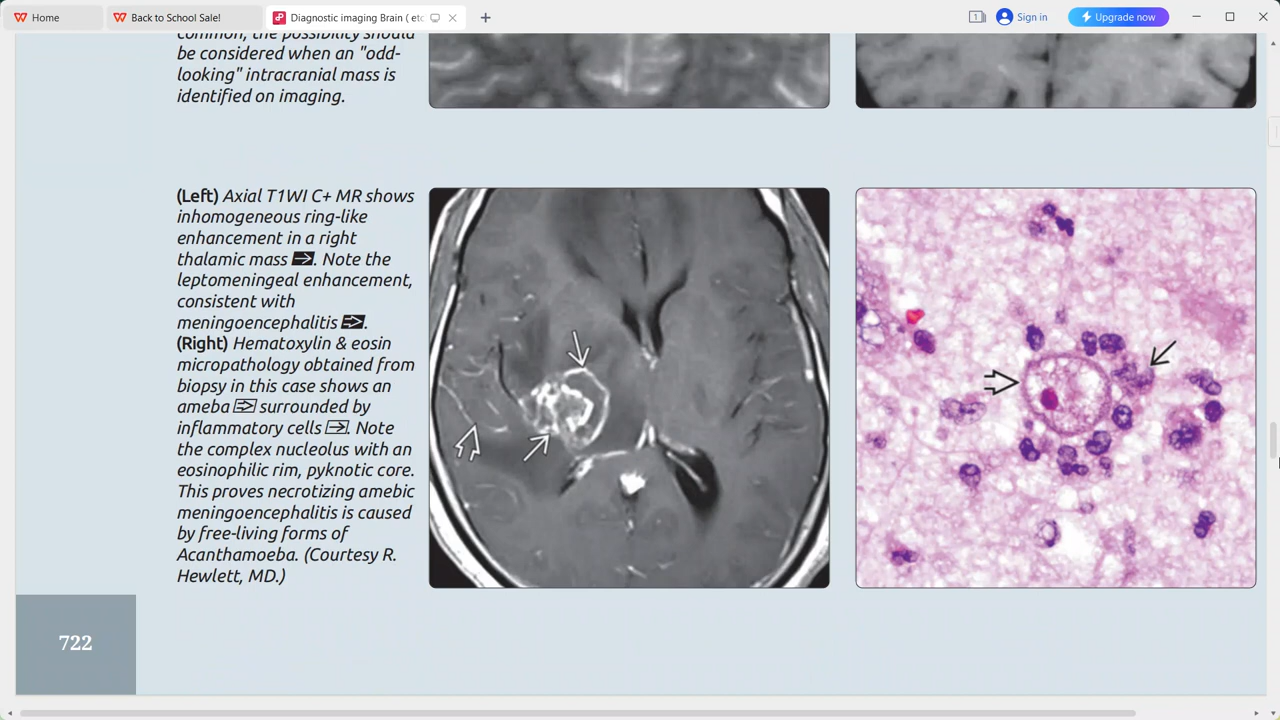 Home
Back to School Sale!
Diagnostic imaging Brain ( etc
1
Sign in
Upgrade now
common, the possibility should
be considered when an "odd-
looking" intracranial mass is
identified on imaging.
(Left) Axial T1WI C+ MR shows
inhomogeneous ring-like
enhancement in a right
thalamic mass. Note the
leptomeningeal enhancement,
consistent with
meningoencephalitis.
(Right) Hematoxylin & eosin
micropathology obtained from
biopsy in this case shows an
ameba surrounded by
inflammatory cells. Note
the complex nucleolus with an
eosinophilic rim, pyknotic core.
This proves necrotizing amebic
meningoencephalitis is caused
by free-living forms of
Acanthamoeba. (Courtesy R.
Hewlett, MD.)
722